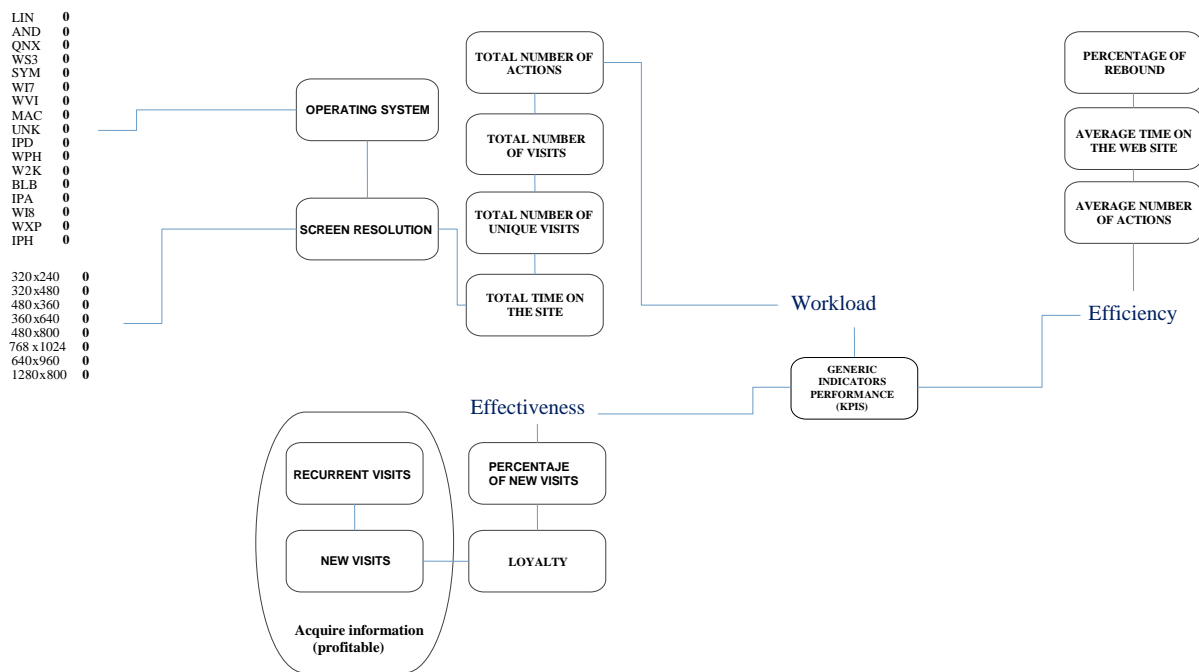 LIN 0
AND 0
QNX 0
WS3 0
SYM 0
WI7 0
WVI 0
MAC 0
UNK 0
IPD 0
WPH 0
W2K 0
BLB 0
IPA 0
WI8 0
WXP 0
IPH 0
320x240 0
320x480 0
480x360 0
360x640 0
480x800 0
768 x1024 0
640x960 0
1280x800 0
OPERATING SYSTEM
SCREEN RESOLUTION
TOTAL NUMBER OF
ACTIONS
TOTAL NUMBER
OF VISITS
TOTAL NUMBER OF
UNIQUE VISITS
TOTAL TIME ON
THE SITE
Workload
GENERIC
INDICATORS
PERFORMANCE
(KPIS)
PERCENTAGE OF
REBOUND
AVERAGE TIME ON
THE WEB SITE
AVERAGE NUMBER
OF ACTIONS
Efficiency
Effectiveness
PERCENTAJE
OF NEW VISITS
LOYALTY
RECURRENT VISITS
NEW VISITS
Acquire information
(profitable)